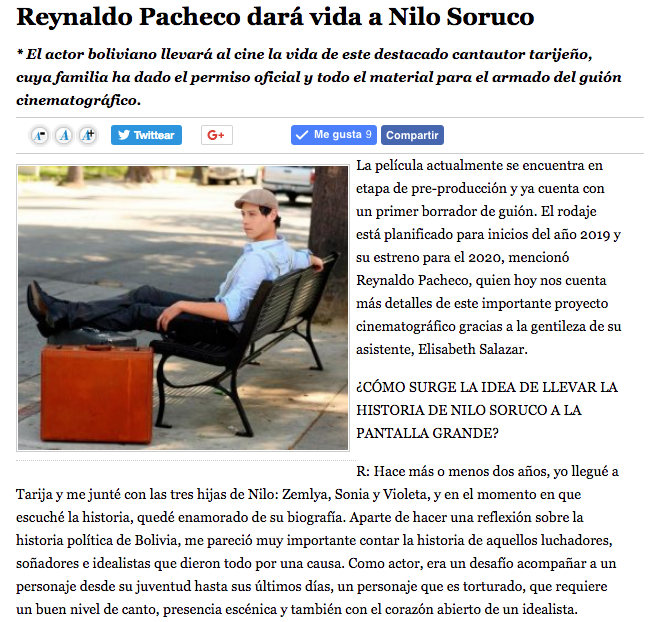 Reynaldo Pacheco dará vida a Nilo Soruco
* El actor boliviano llevará al cine la vida de este destacado cantautor tarijeño,
cuya familia ha dado el permiso oficial y todo el material para el armado del guión
cinematográfico.
A- A A+ Twittear G+ Me gusta 9 Compartir
La película actualmente se encuentra en
etapa de pre-producción y ya cuenta con
un primer borrador de guión. El rodaje
está planificado para inicios del año 2019 y
su estreno para el 2020, mencionó
Reynaldo Pacheco, quien hoy nos cuenta
más detalles de este importante proyecto
cinematográfico gracias a la gentileza de su
asistente, Elisabeth Salazar.
¿CÓMO SURGE LA IDEA DE LLEVAR LA
HISTORIA DE NILO SORUCO A LA
PANTALLA GRANDE?
R: Hace más o menos dos años, yo llegué a
Tarija y me junté con las tres hijas de Nilo: Zemlya, Sonia y Violeta, y en el momento en que
escuché la historia, quedé enamorado de su biografía. Aparte de hacer una reflexión sobre la
historia política de Bolivia, me pareció muy importante contar la historia de aquellos luchadores,
soñadores e idealistas que dieron todo por una causa. Como actor, era un desafío acompañar a un
personaje desde su juventud hasta sus últimos días, un personaje que es torturado, que requiere
un buen nivel de canto, presencia escénica y también con el corazón abierto de un idealista.